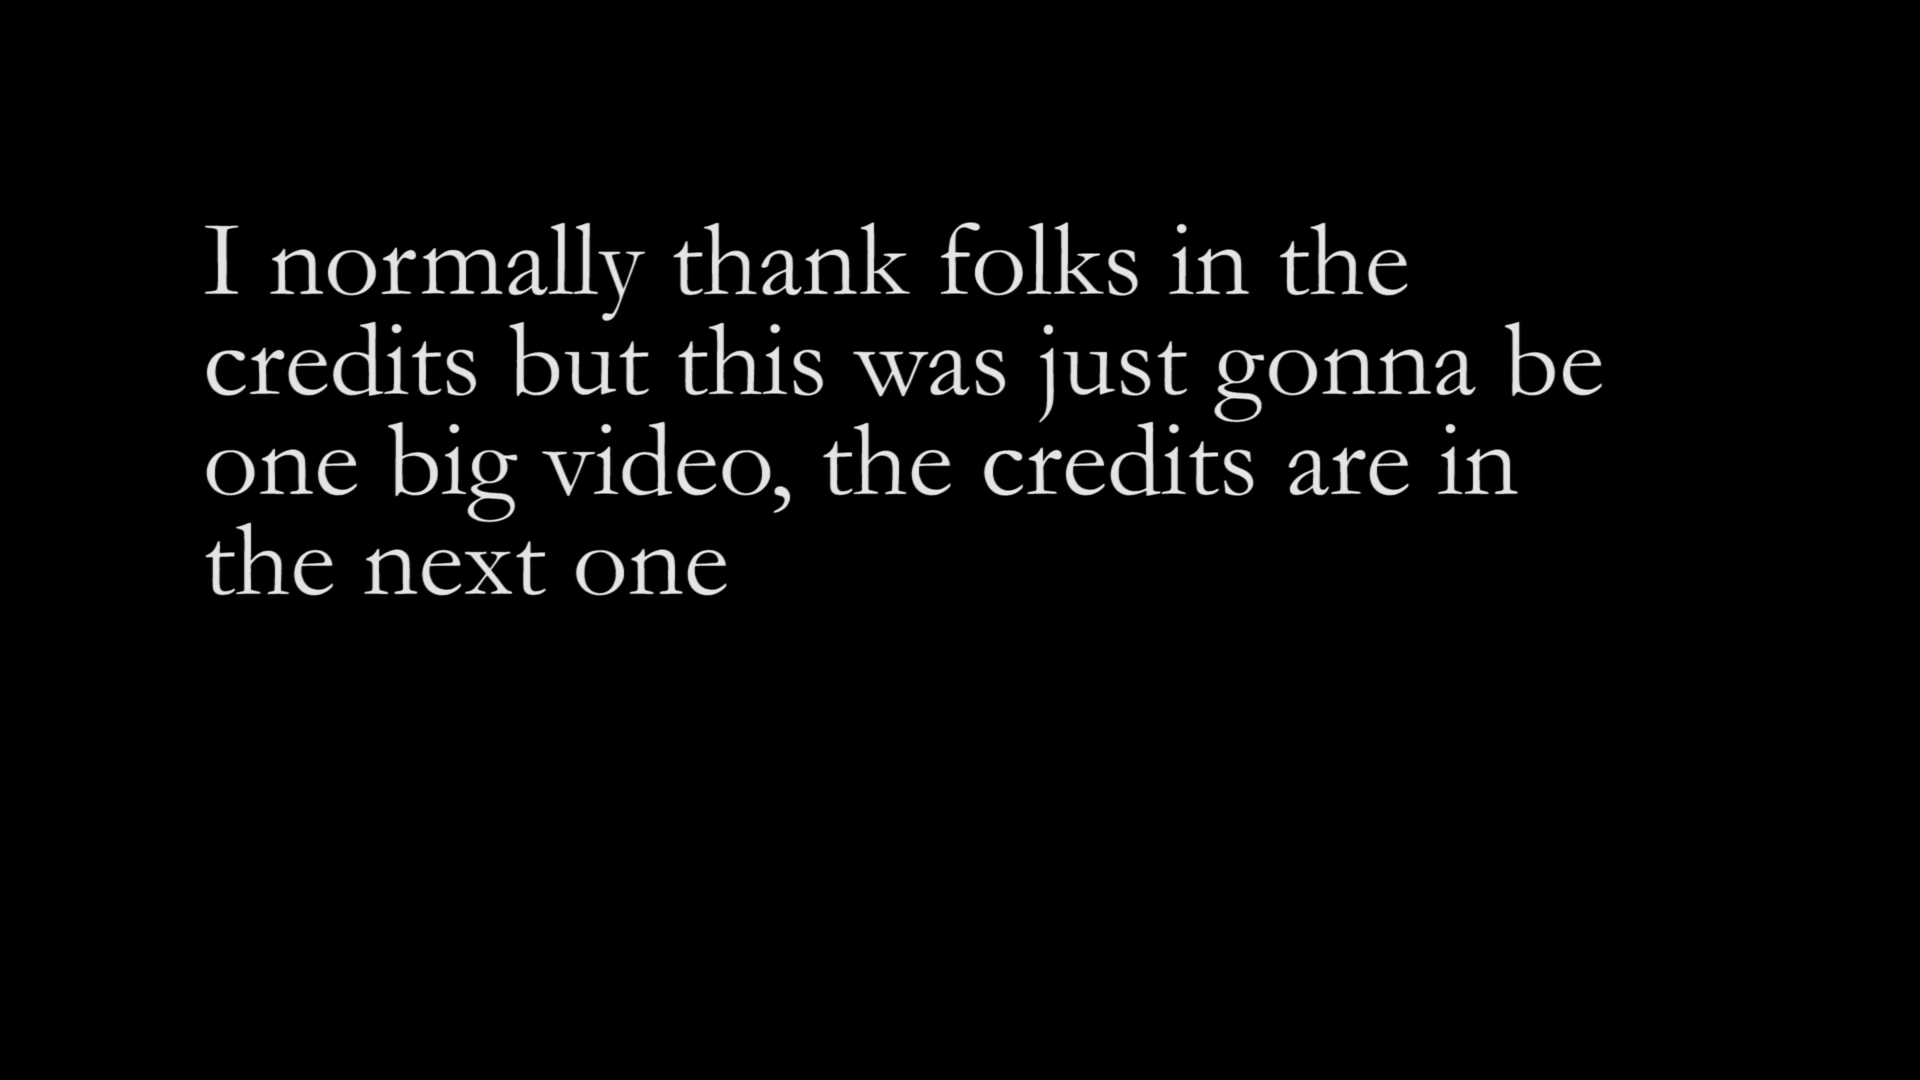 I normally thank folks in the
credits but this was just gonna be
one big video, the credits are in
the next one